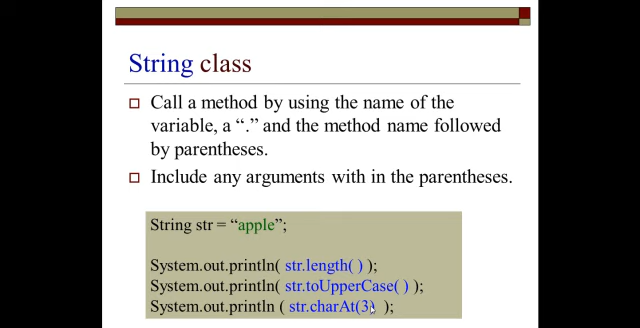 String class
Call a method by using the name of the
variable, a “.” and the method name followed
by parentheses.
Include any arguments with in the parentheses.
String str = “apple”;
System.out.println( str.length( ) );
System.out.println( str.toUpperCase( ) );
System.out.println ( str.charAt(3) );